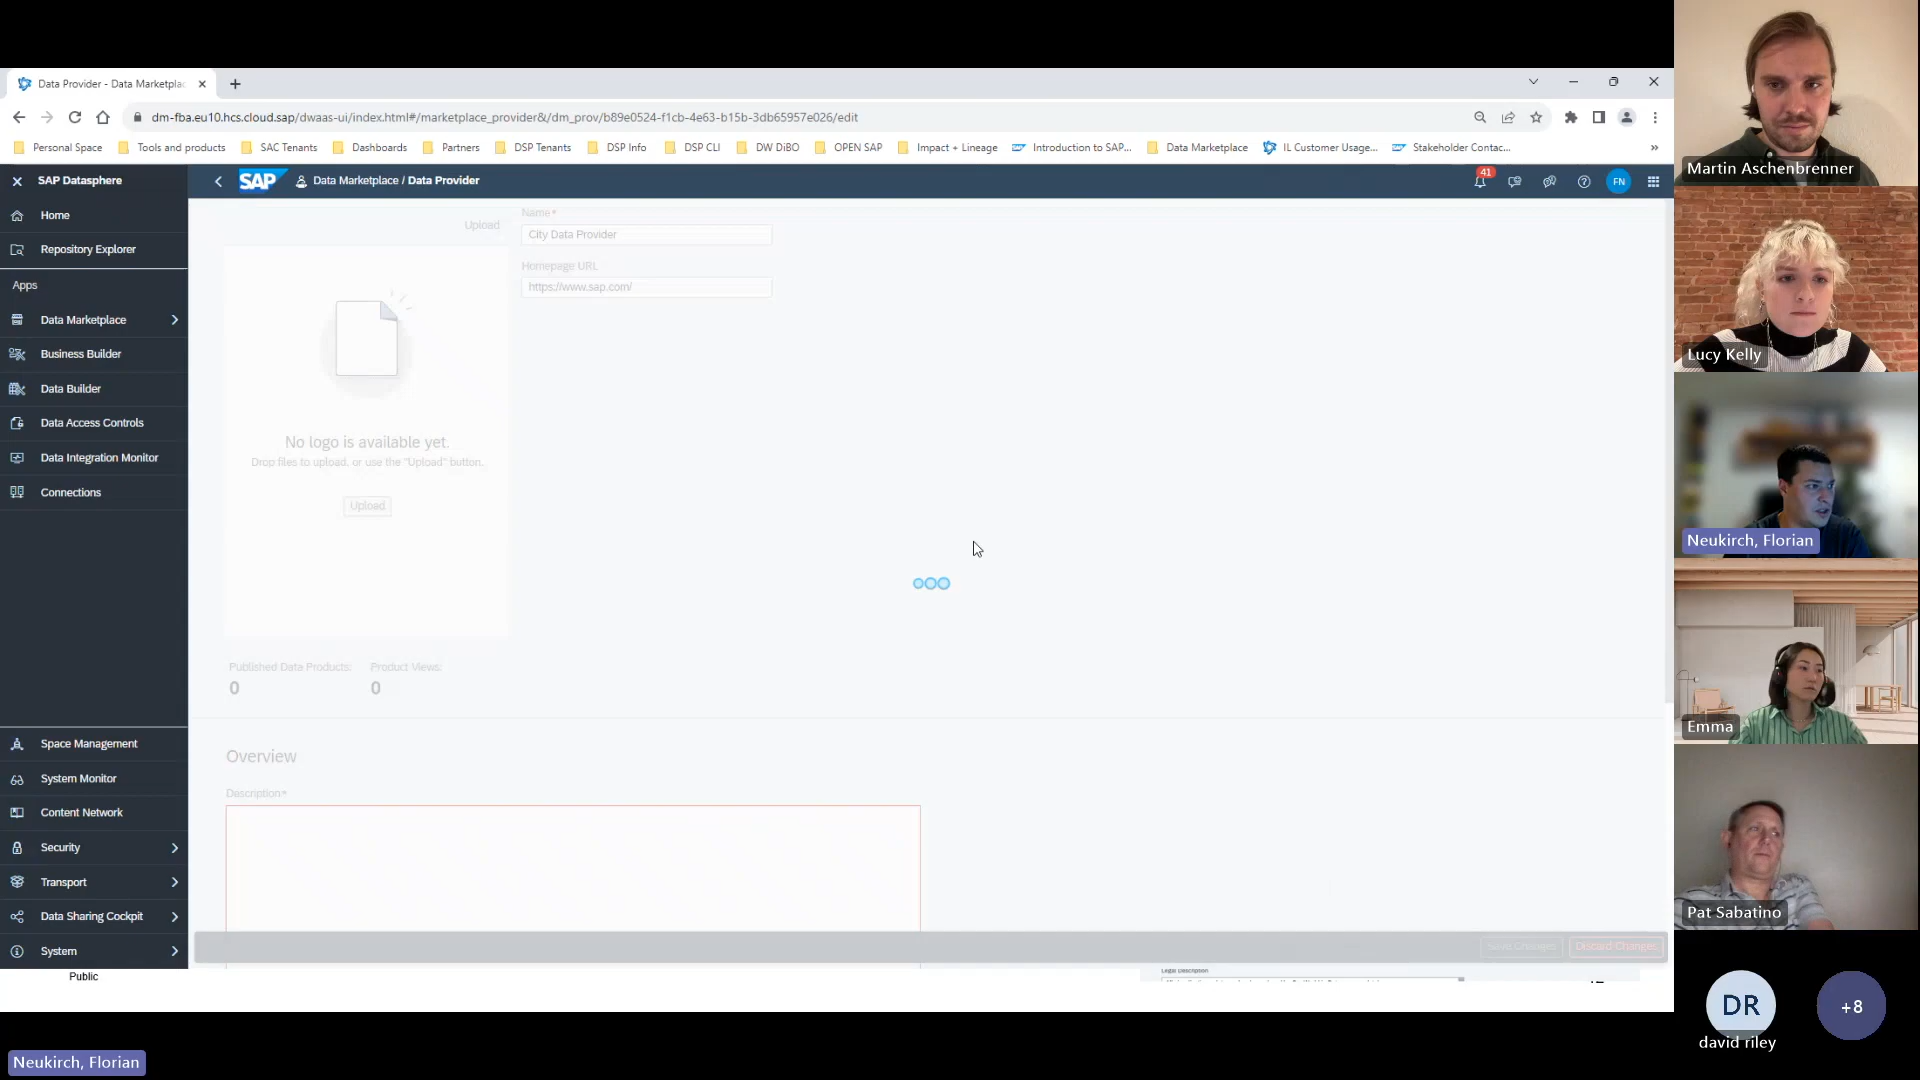 Data Provider - Data Marketplac
dm-fba.eu10.hcs.cloud.sap/dwaas-ui/index.html#/marketplace_provider&/dm_prov/b89e0524-f1cb-4e63-b15b-3db65957e026/edit
Personal Space
Tools and products
SAC Tenants
Dashboards
Partners
DSP Tenants
DSP Info
DSP CLI
DW DiBO
OPEN SAP
Impact + Lineage
Introduction to SAP...
Data Marketplace
IL Customer Usage...
Stakeholder Contac...
»
SAP Datasphere
SAP
Data Marketplace / Data Provider
41
FN
Home
Repository Explorer
Apps
Data Marketplace
Business Builder
Data Builder
Data Access Controls
Data Integration Monitor
Connections
Space Management
System Monitor
Content Network
Security
Transport
Data Sharing Cockpit
System
Upload
Name*
City Data Provider
Homepage URL
https://www.sap.com/
No logo is available yet.
Drop files to upload, or use the "Upload" button.
Upload
Published Data Products:
0
Product Views:
0
Overview
Description*
Save Changes
Discard Changes
Public
Legal Description
Martin Aschenbrenner
Lucy Kelly
Neukirch, Florian
Emma
Pat Sabatino
DR
david riley
+8
Neukirch, Florian